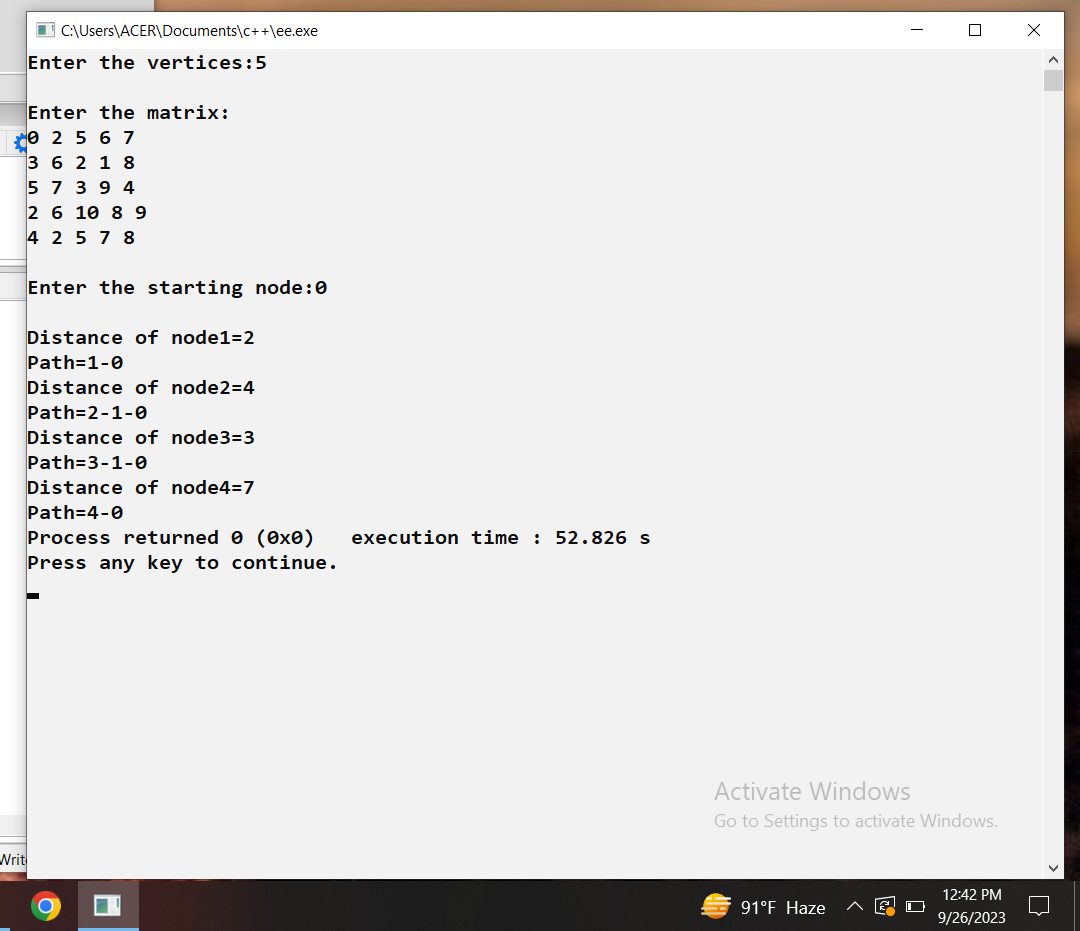 C:\Users\ACER\Documents\c++\ee.exe
Enter the vertices:5
Enter the matrix:
0 2 5 6 7
3 6 2 1 8
5 7 3 9 4
2 6 10 8 9
4 2 5 7 8
Enter the starting node:0
Distance of node1=2
Path=1-0
Distance of node2=4
Path=2-1-0
Distance of node3=3
Path=3-1-0
Distance of node4=7
Path=4-0
Process returned 0 (0x0)   execution time : 52.826 s
Press any key to continue.
Activate Windows
Go to Settings to activate Windows.
Writ
91°F Haze
12:42 PM
9/26/2023